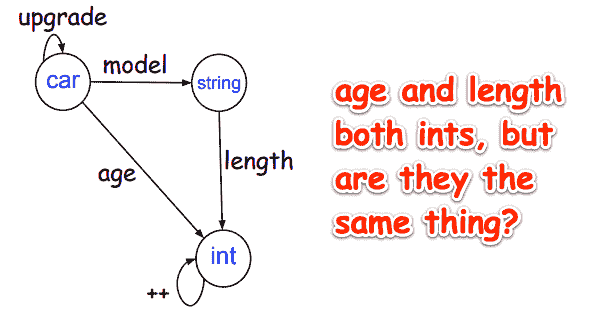 upgrade
car
model
string
age
length
int
++
age and length
both ints, but
are they the
same thing?